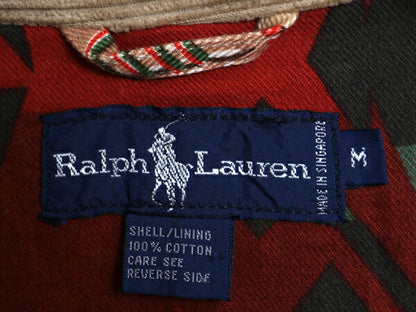 Ralph Lauren
MADE IN SINGAPORE
M
SHELL/LINING
100% COTTON
CARE SEE
REVERSE SIDE